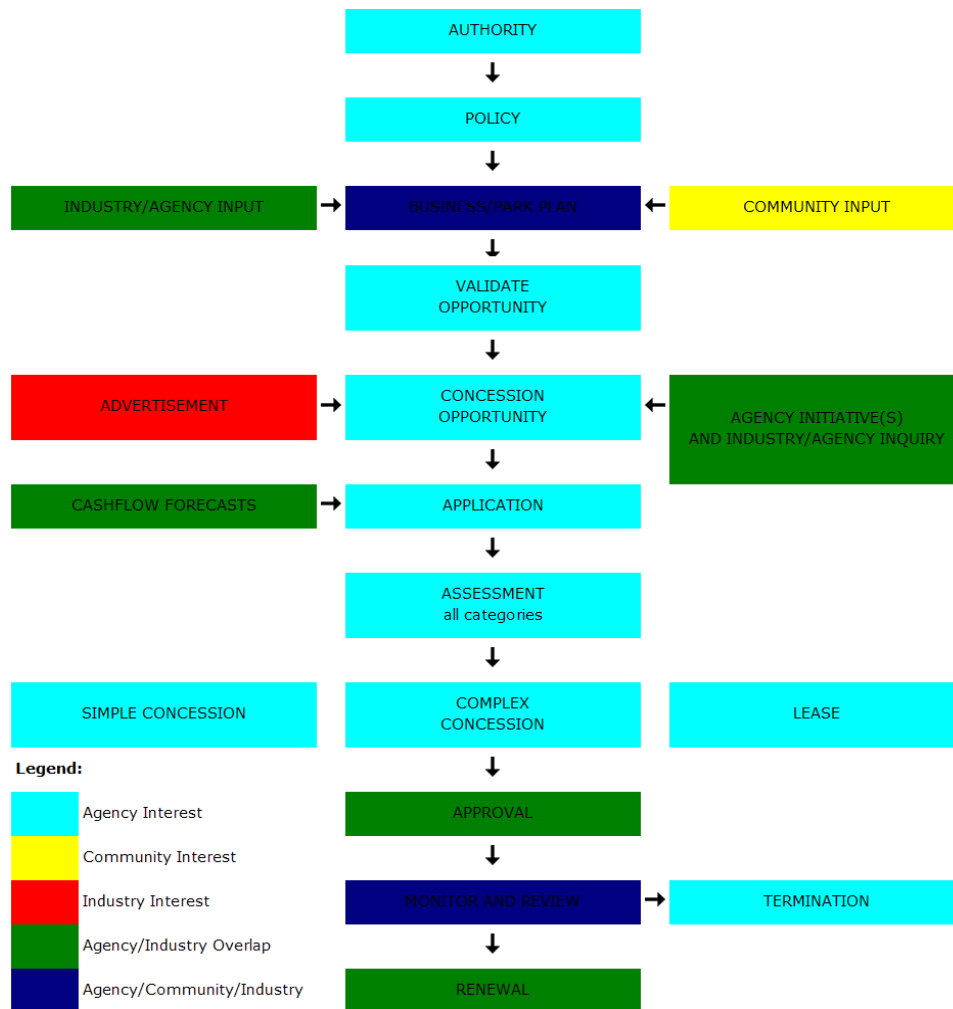 AUTHORITY
POLICY
INDUSTRY/AGENCY INPUT
BUSINESS/PARK PLAN
COMMUNITY INPUT
VALIDATE
OPPORTUNITY
ADVERTISEMENT
CONCESSION
OPPORTUNITY
AGENCY INITIATIVE(S)
AND INDUSTRY/AGENCY INQUIRY
CASHFLOW FORECASTS
APPLICATION
ASSESSMENT
all categories
SIMPLE CONCESSION
COMPLEX
CONCESSION
LEASE
Legend:
Agency Interest
APPROVAL
Community Interest
Industry Interest
MONITOR AND REVIEW
TERMINATION
Agency/Industry Overlap
Agency/Community/Industry
RENEWAL